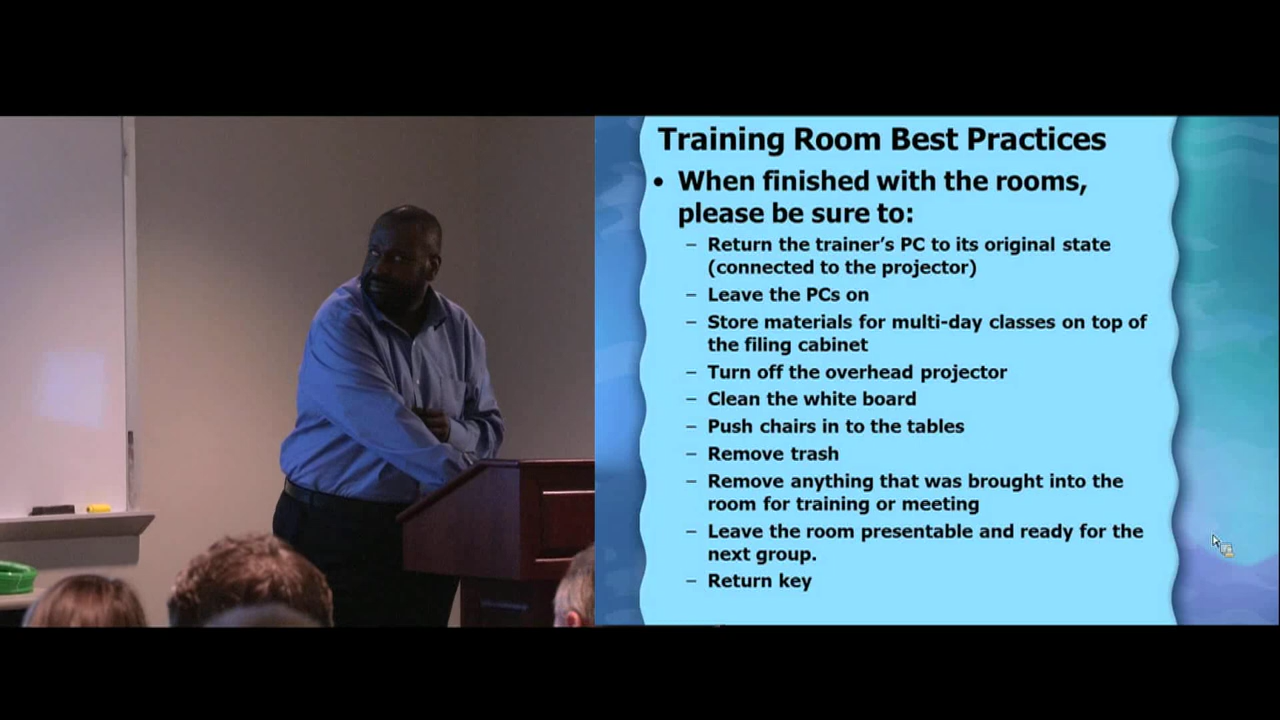 Training Room Best Practices
• When finished with the rooms,
please be sure to:
– Return the trainer's PC to its original state
(connected to the projector)
– Leave the PCs on
– Store materials for multi-day classes on top of
the filing cabinet
– Turn off the overhead projector
– Clean the white board
– Push chairs in to the tables
– Remove trash
– Remove anything that was brought into the
room for training or meeting
– Leave the room presentable and ready for the
next group.
– Return key